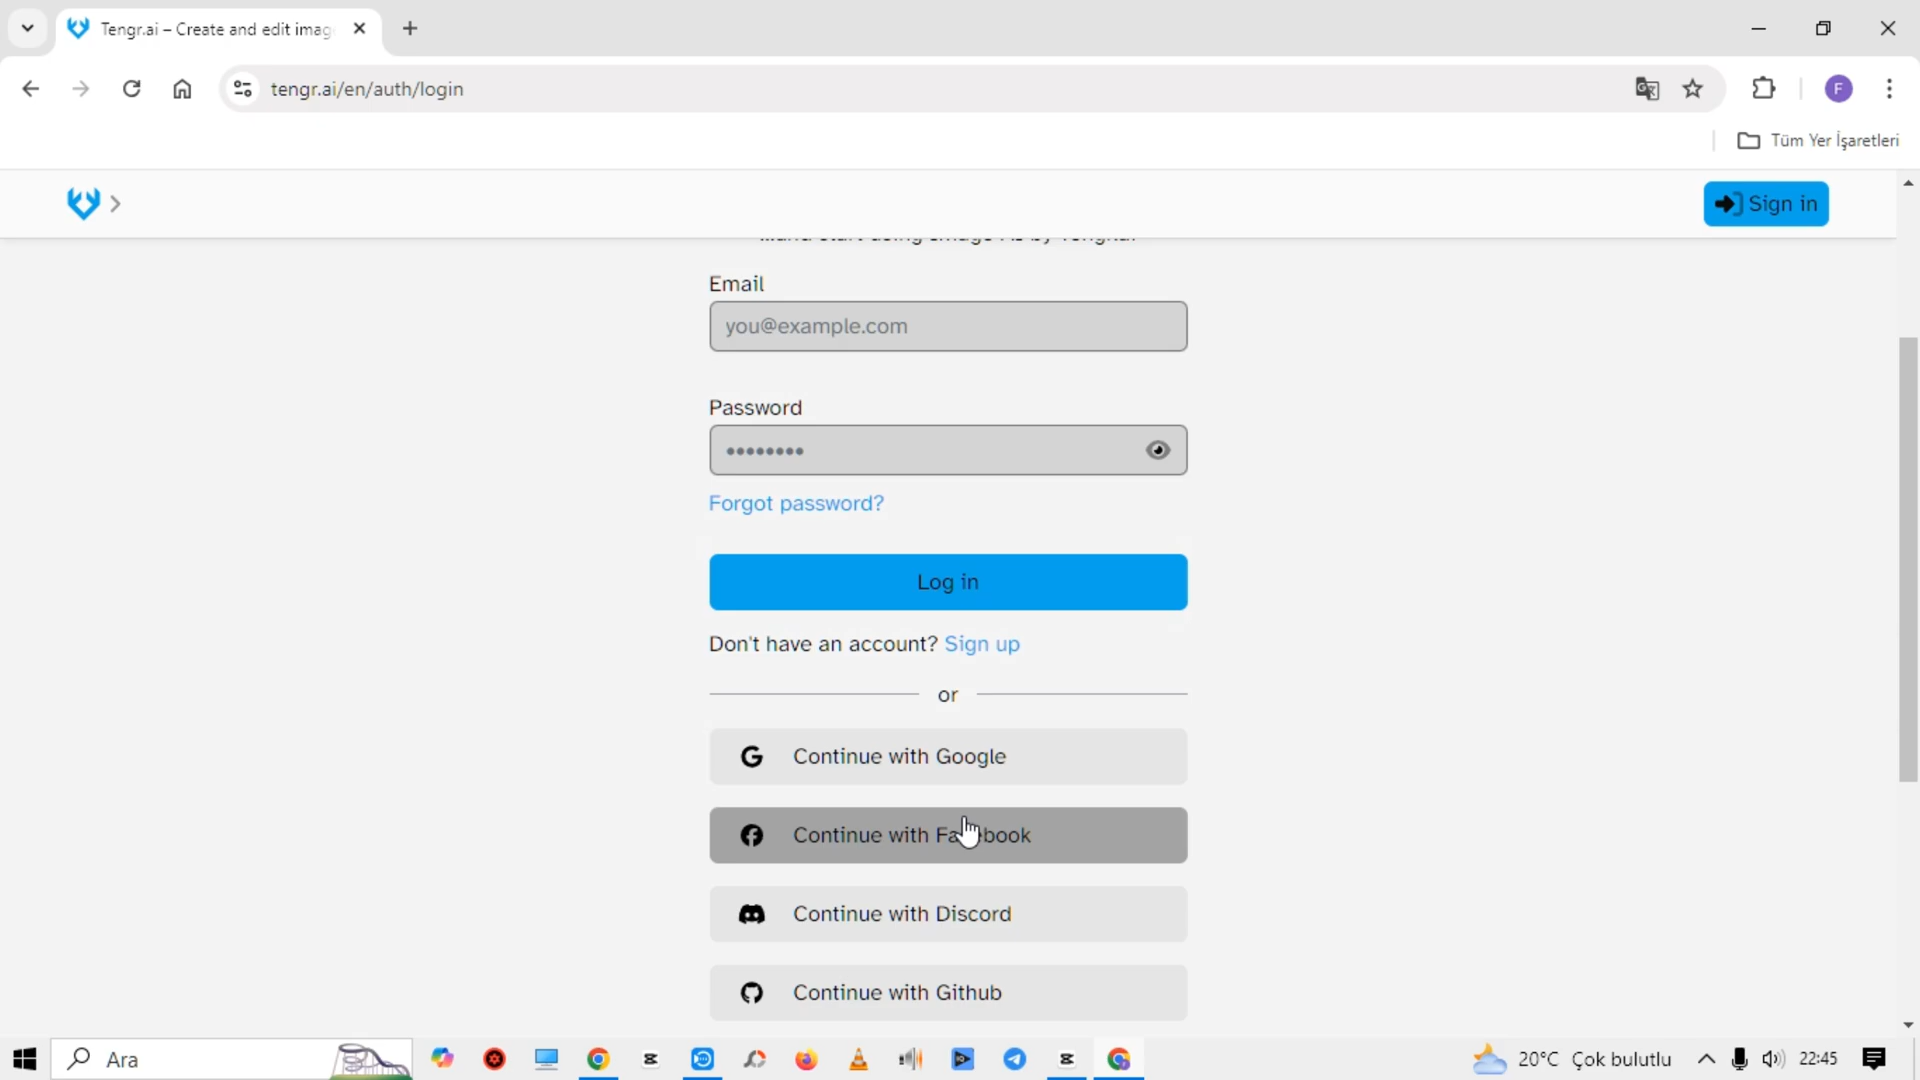 Tengr.ai – Create and edit imag
tengr.ai/en/auth/login
F
Tüm Yer İşaretleri
Sign in
Email
you@example.com
Password
Forgot password?
Log in
Don't have an account? Sign up
or
Continue with Google
Continue with Facebook
Continue with Discord
Continue with Github
Ara
20°C Çok bulutlu
22:45